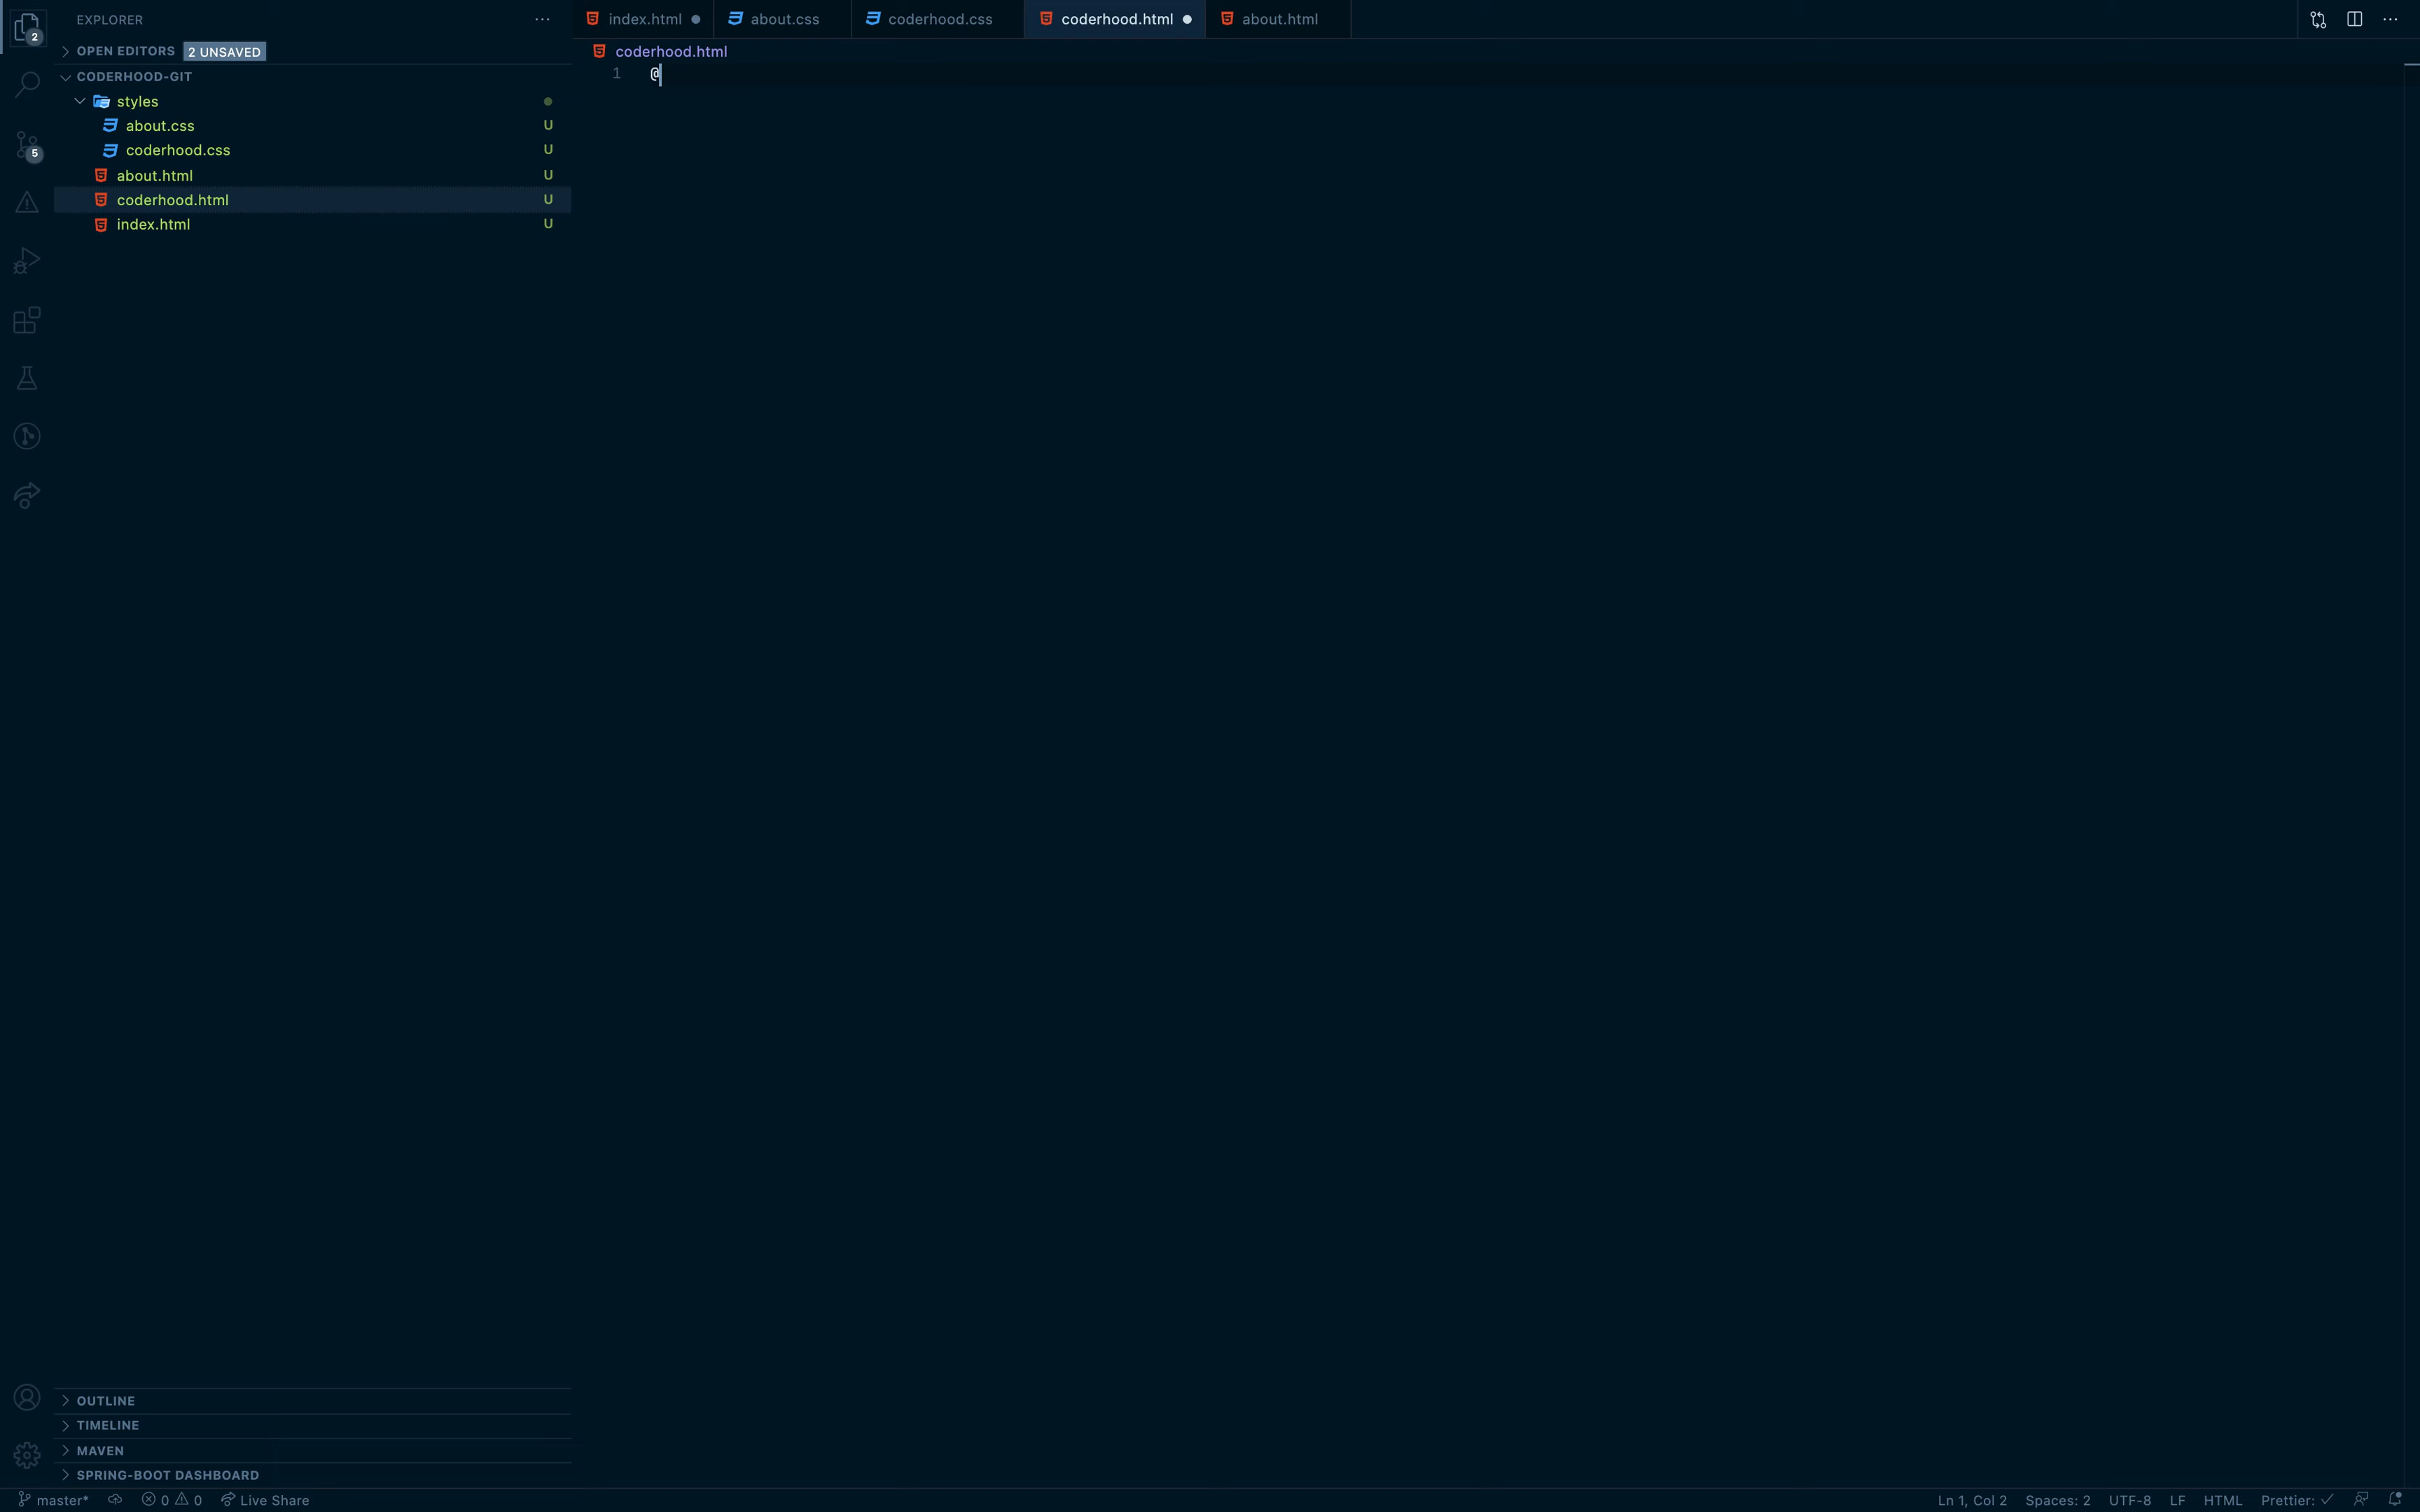 EXPLORER
2
OPEN EDITORS 2 UNSAVED
CODERHOOD-GIT
styles
about.css U
coderhood.css U
5
about.html U
coderhood.html U
index.html U
OUTLINE
TIMELINE
MAVEN
SPRING-BOOT DASHBOARD
index.html
about.css
coderhood.css
coderhood.html
about.html
coderhood.html
1 @
master* 0 0 Live Share
Ln 1, Col 2 Spaces: 2 UTF-8 LF HTML Prettier: ✓